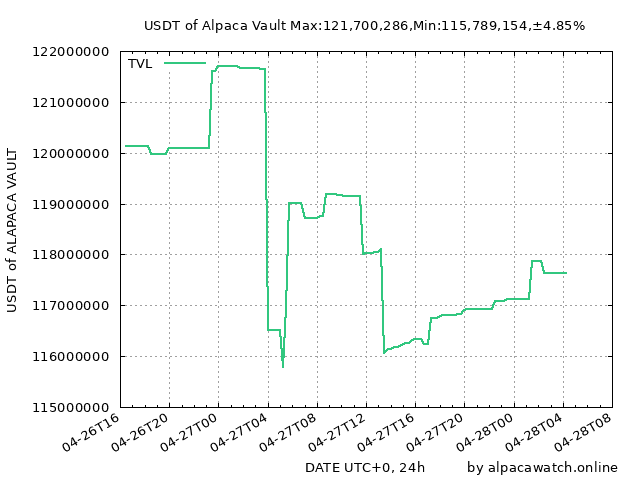 USDT of Alpaca Vault Max:121,700,286,Min:115,789,154,±4.85%
TVL
USDT of ALAPACA VAULT
122000000
121000000
120000000
119000000
118000000
117000000
116000000
115000000
04-26T16
04-26T20
04-27T00
04-27T04
04-27T08
04-27T12
04-27T16
04-27T20
04-28T00
04-28T04
04-28T08
DATE UTC+0, 24h
by alpacawatch.online